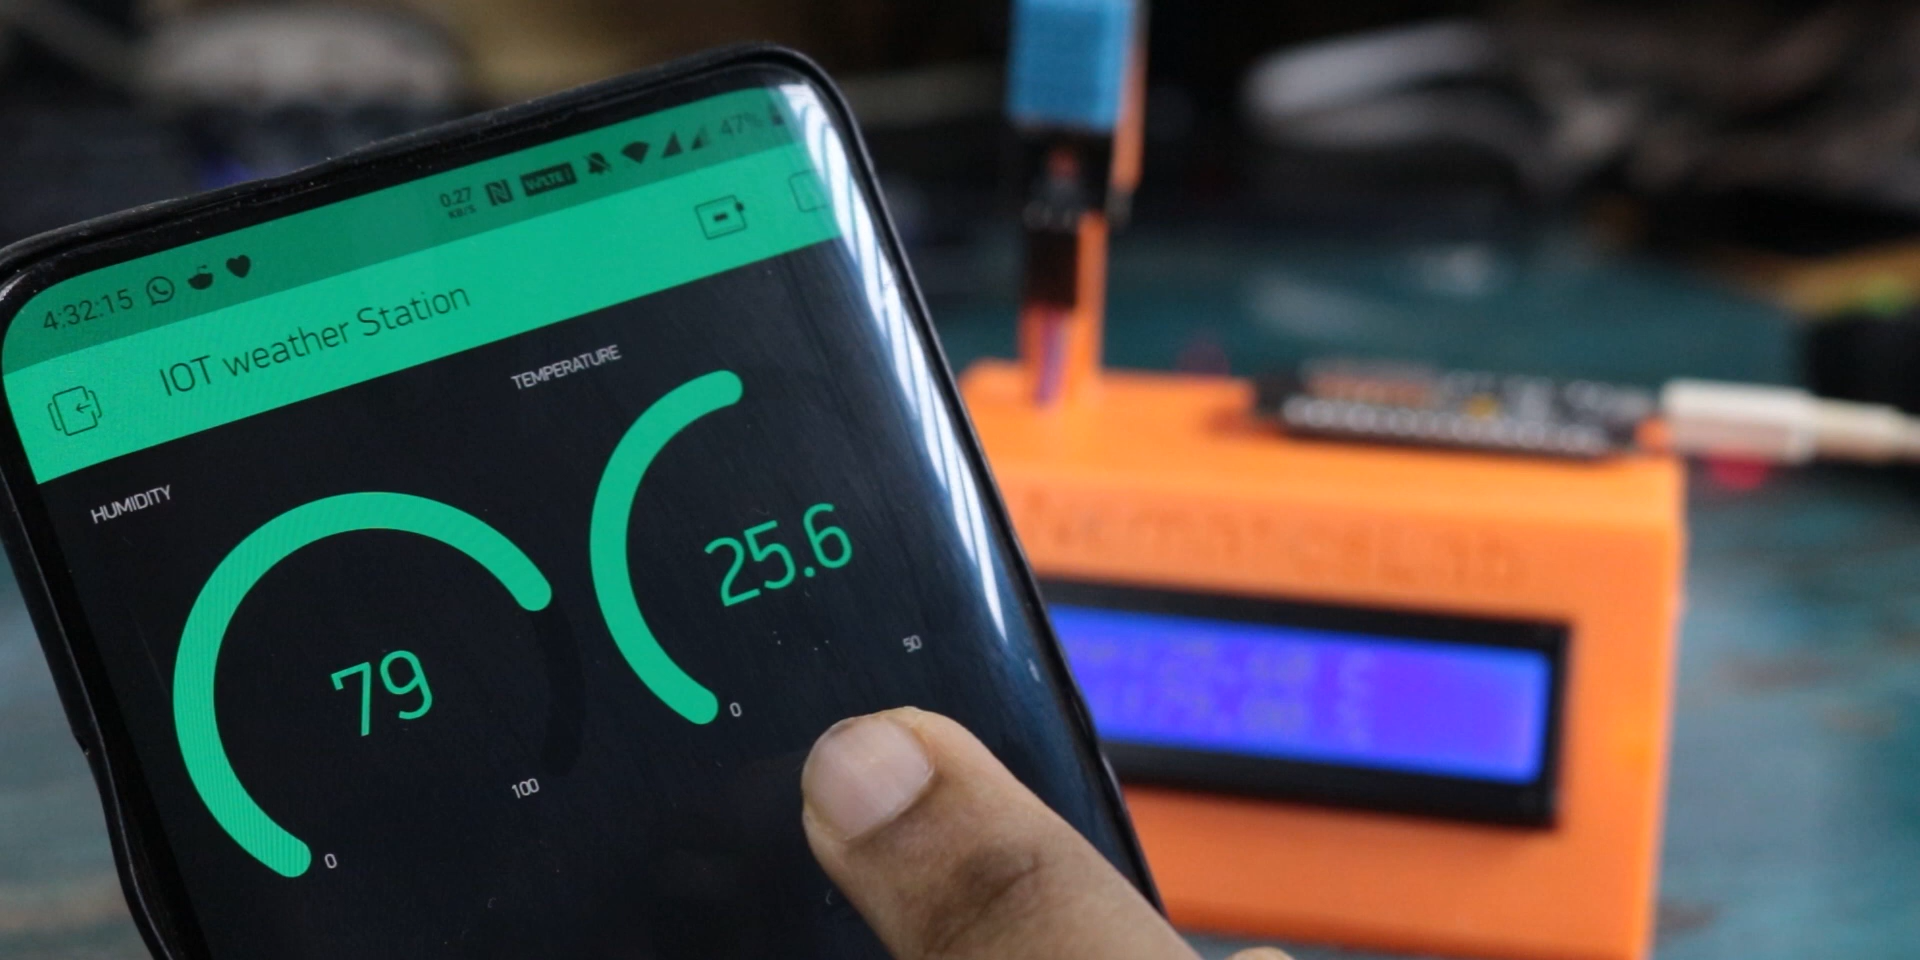 4:32:15
0.27
KB/S
VoLTE
47%
IOT weather Station
HUMIDITY
79
0
100
TEMPERATURE
25.6
0
50